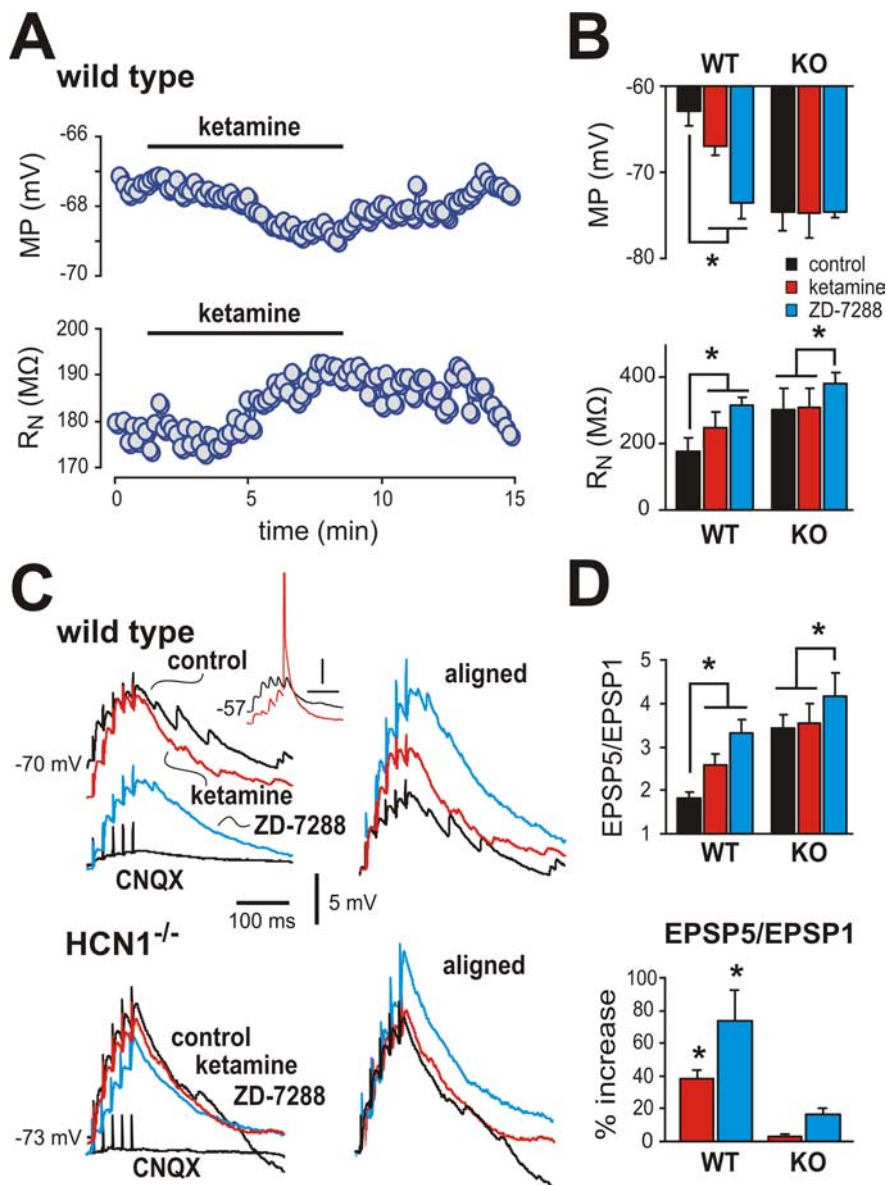 A
wild type
ketamine
-66
-68
-70
MP (mV)
ketamine
200
190
180
170
RN (MΩ)
0 5 10 15
time (min)
B
WT KO
-60
-70
-80
MP (mV)
*
control
ketamine
ZD-7288
* *
400
200
0
RN (MΩ)
WT KO
C
wild type
control
-57
aligned
-70 mV
ketamine
ZD-7288
CNQX
100 ms
5 mV
HCN1-/-
aligned
control
ketamine
ZD-7288
-73 mV
CNQX
D
* *
5
4
3
2
1
EPSP5/EPSP1
WT KO
EPSP5/EPSP1
100
80
60
40
20
0
% increase
* *
WT KO